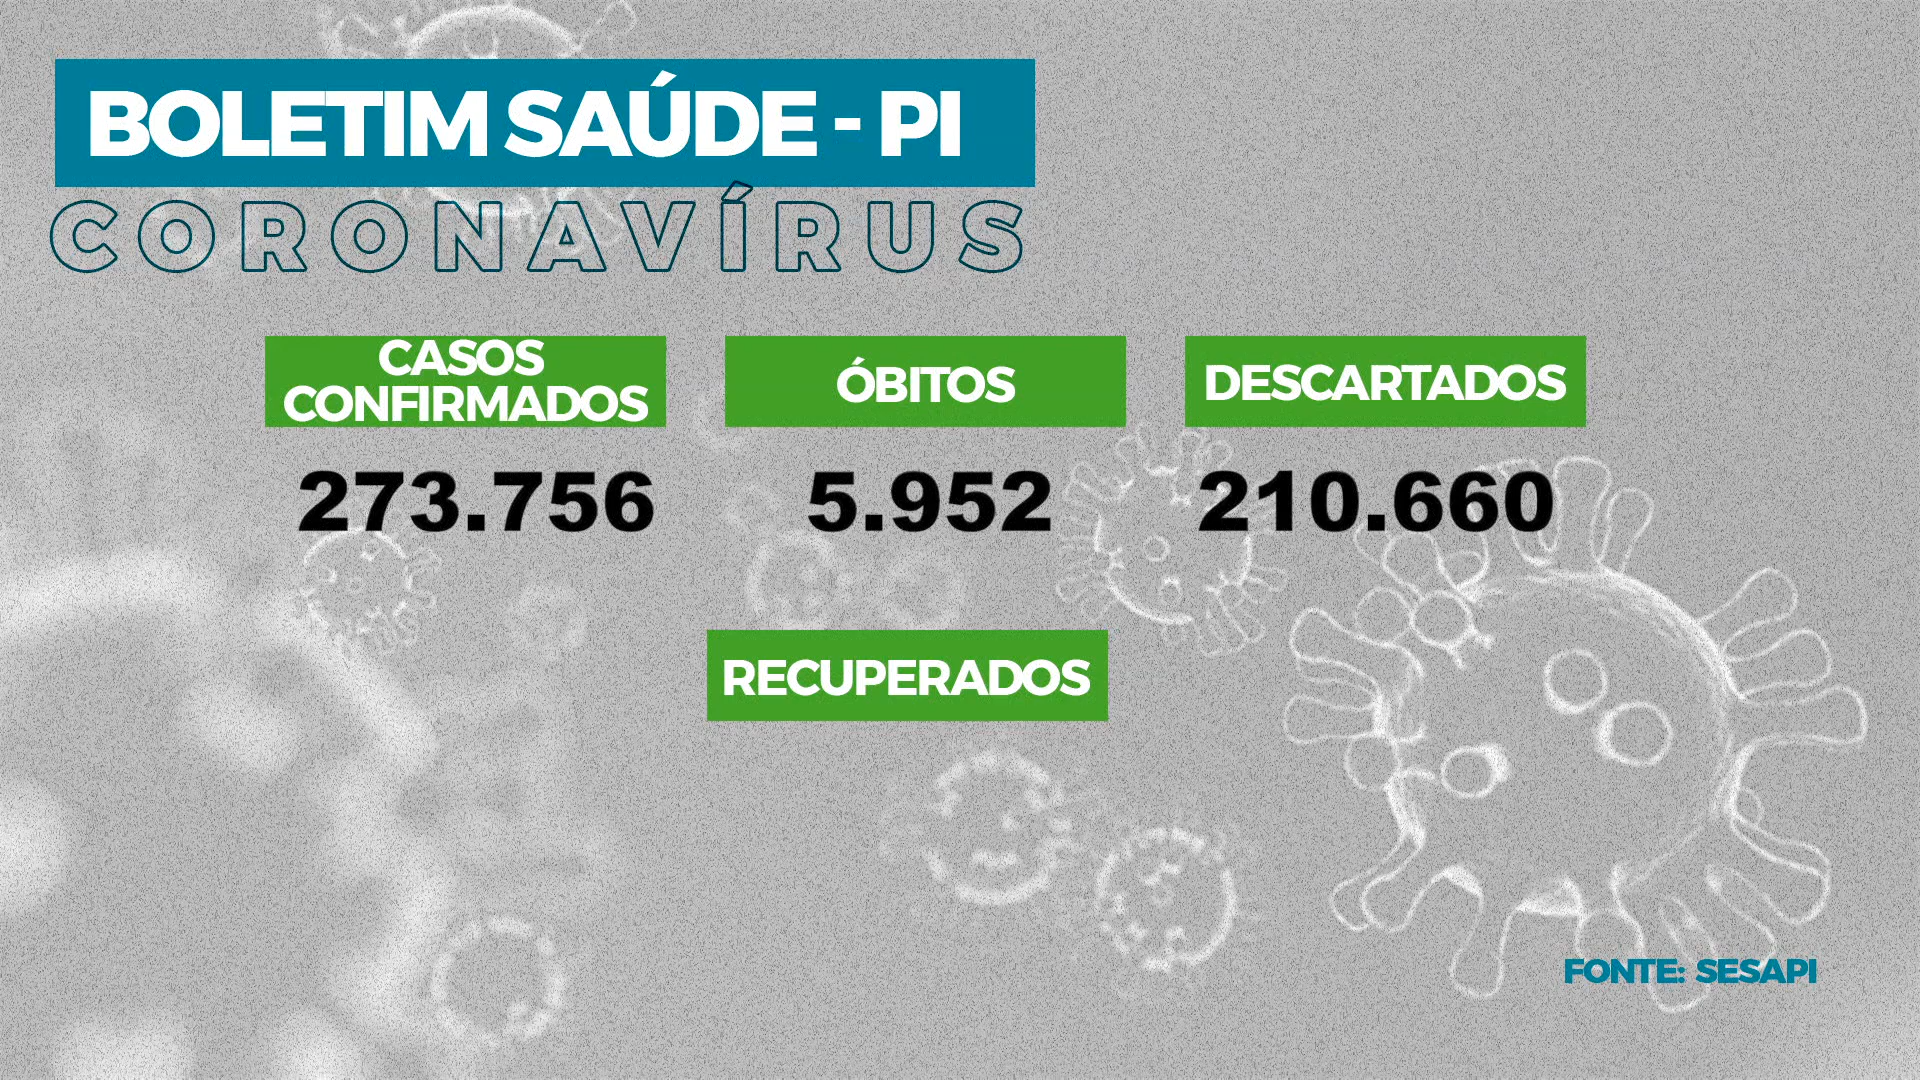 BOLETIM SAÚDE - PI
CORONAVÍRUS
CASOS
CONFIRMADOS
273.756
ÓBITOS
5.952
DESCARTADOS
210.660
RECUPERADOS
FONTE: SESAPI